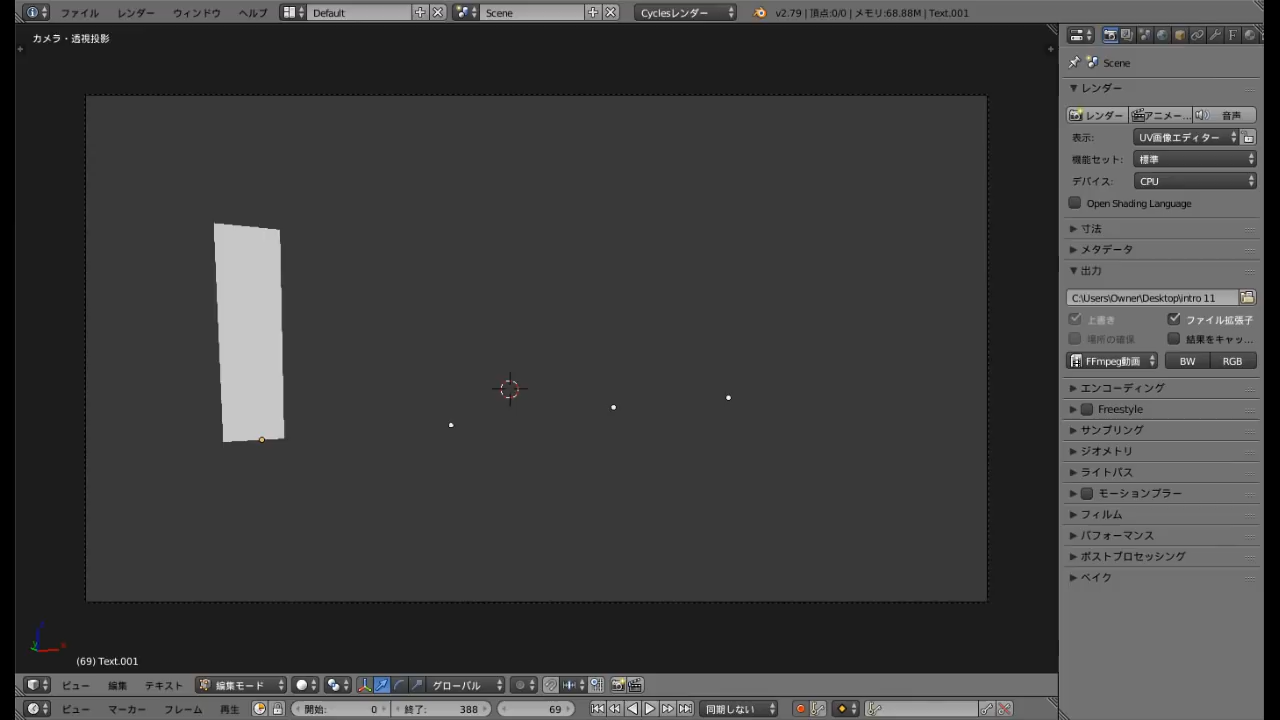 ファイル レンダー ウィンドウ ヘルプ Default Scene Cyclesレンダー v2.79 | 頂点:0/0 | メモリ:68.88M | Text.001
カメラ・透視投影
Scene
レンダー
レンダー アニメー... 音声
表示: UV画像エディター
機能セット: 標準
デバイス: CPU
Open Shading Language
寸法
メタデータ
出力
C:\Users\Owner\Desktop\intro 11
上書き ファイル拡張子
場所の確保 結果をキャッ...
FFmpeg動画 BW RGB
エンコーディング
Freestyle
サンプリング
ジオメトリ
ライトパス
モーションブラー
フィルム
パフォーマンス
ポストプロセッシング
ベイク
(69) Text.001
ビュー 編集 テキスト 編集モード グローバル
ビュー マーカー フレーム 再生 開始: 0 終了: 388 69 同期しない